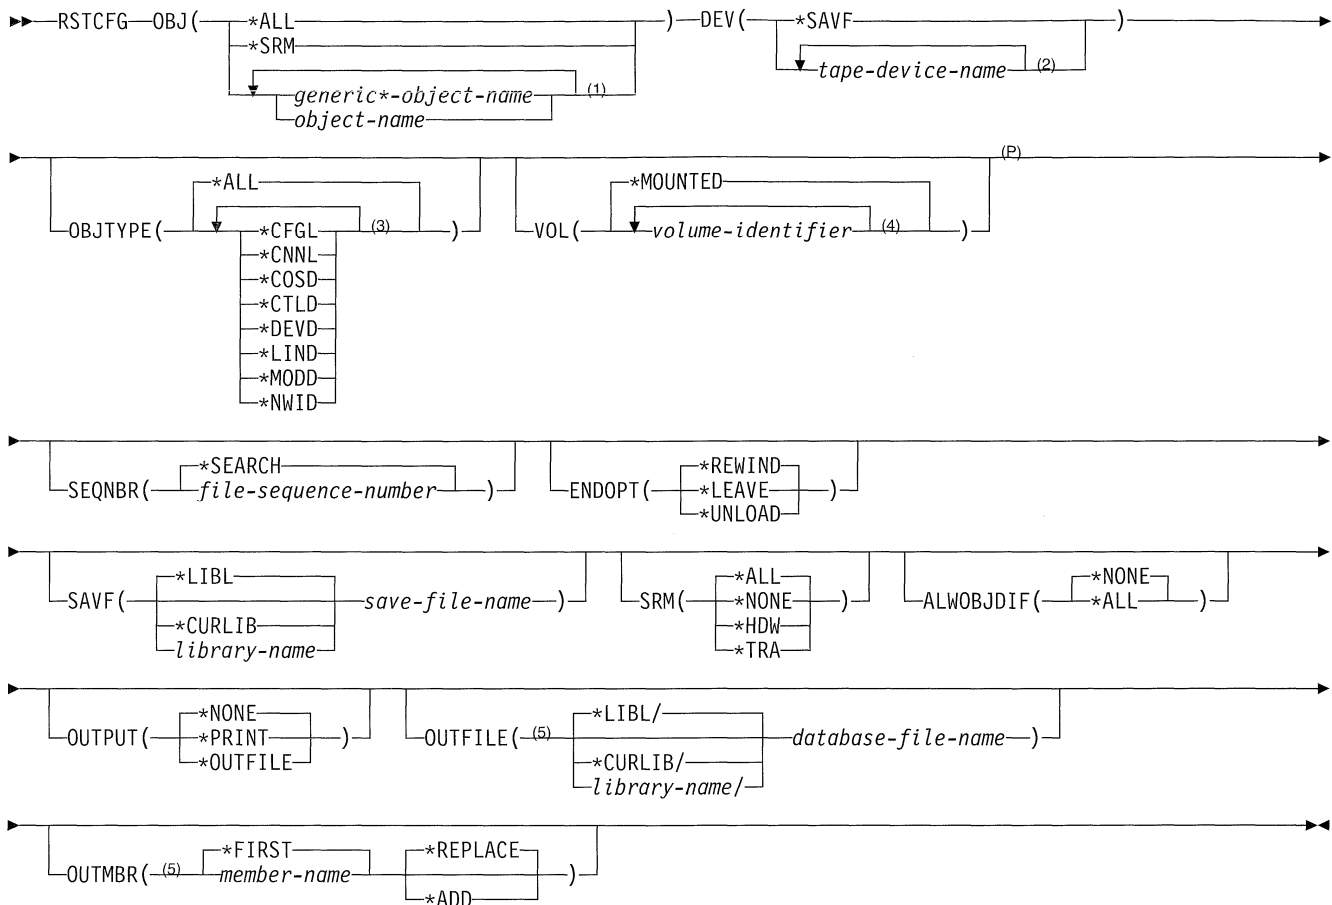 RSTCFG OBJ( *ALL ) DEV( *SAVF )
*SRM
generic*-object-name (1)
object-name
tape-device-name (2)
(P)
OBJTYPE( *ALL )
*CFGL (3)
*CNNL
*COSD
*CTLD
*DEVD
*LIND
*MODD
*NWID
VOL( *MOUNTED )
volume-identifier (4)
SEQNBR( *SEARCH )
file-sequence-number
ENDOPT( *REWIND )
*LEAVE
*UNLOAD
SAVF( *LIBL save-file-name )
*CURLIB
library-name
SRM( *ALL )
*NONE
*HDW
*TRA
ALWOBJDIF( *NONE )
*ALL
OUTPUT( *NONE )
*PRINT
*OUTFILE
OUTFILE( (5) *LIBL/ database-file-name )
*CURLIB/
library-name/
OUTMBR( (5) *FIRST *REPLACE )
member-name
*ADD